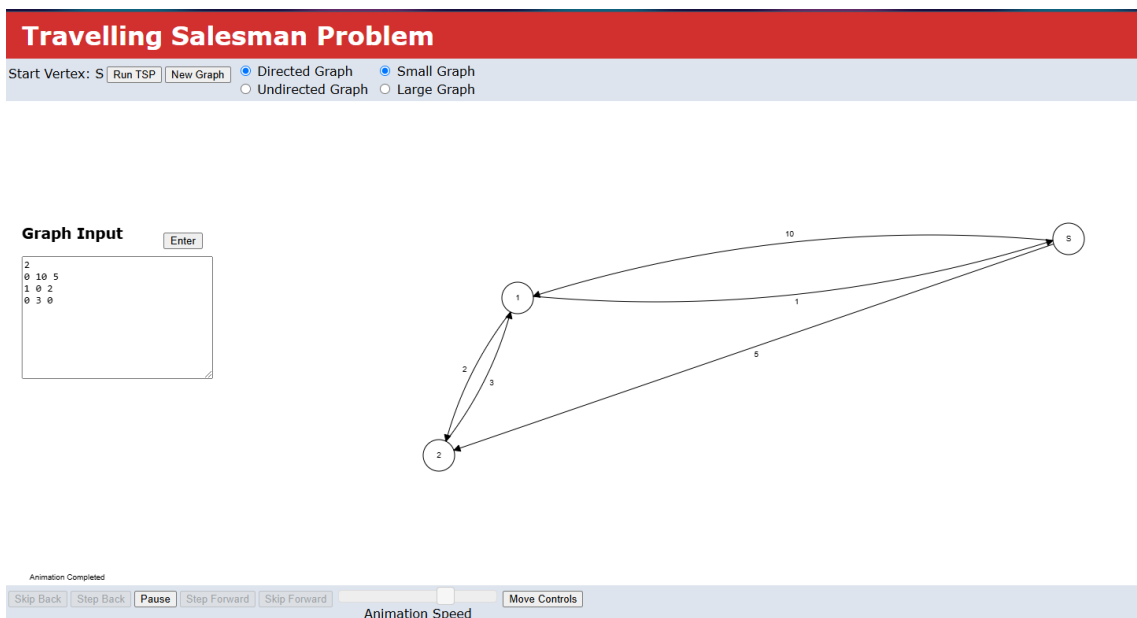 Travelling Salesman Problem
Start Vertex: S Run TSP New Graph Directed Graph Small Graph
Undirected Graph Large Graph
Graph Input Enter
2
0 10 5
1 0 2
0 3 0
10
S
1
1
5
2
3
2
Animation Completed
Skip Back Step Back Pause Step Forward Skip Forward Move Controls
Animation Speed